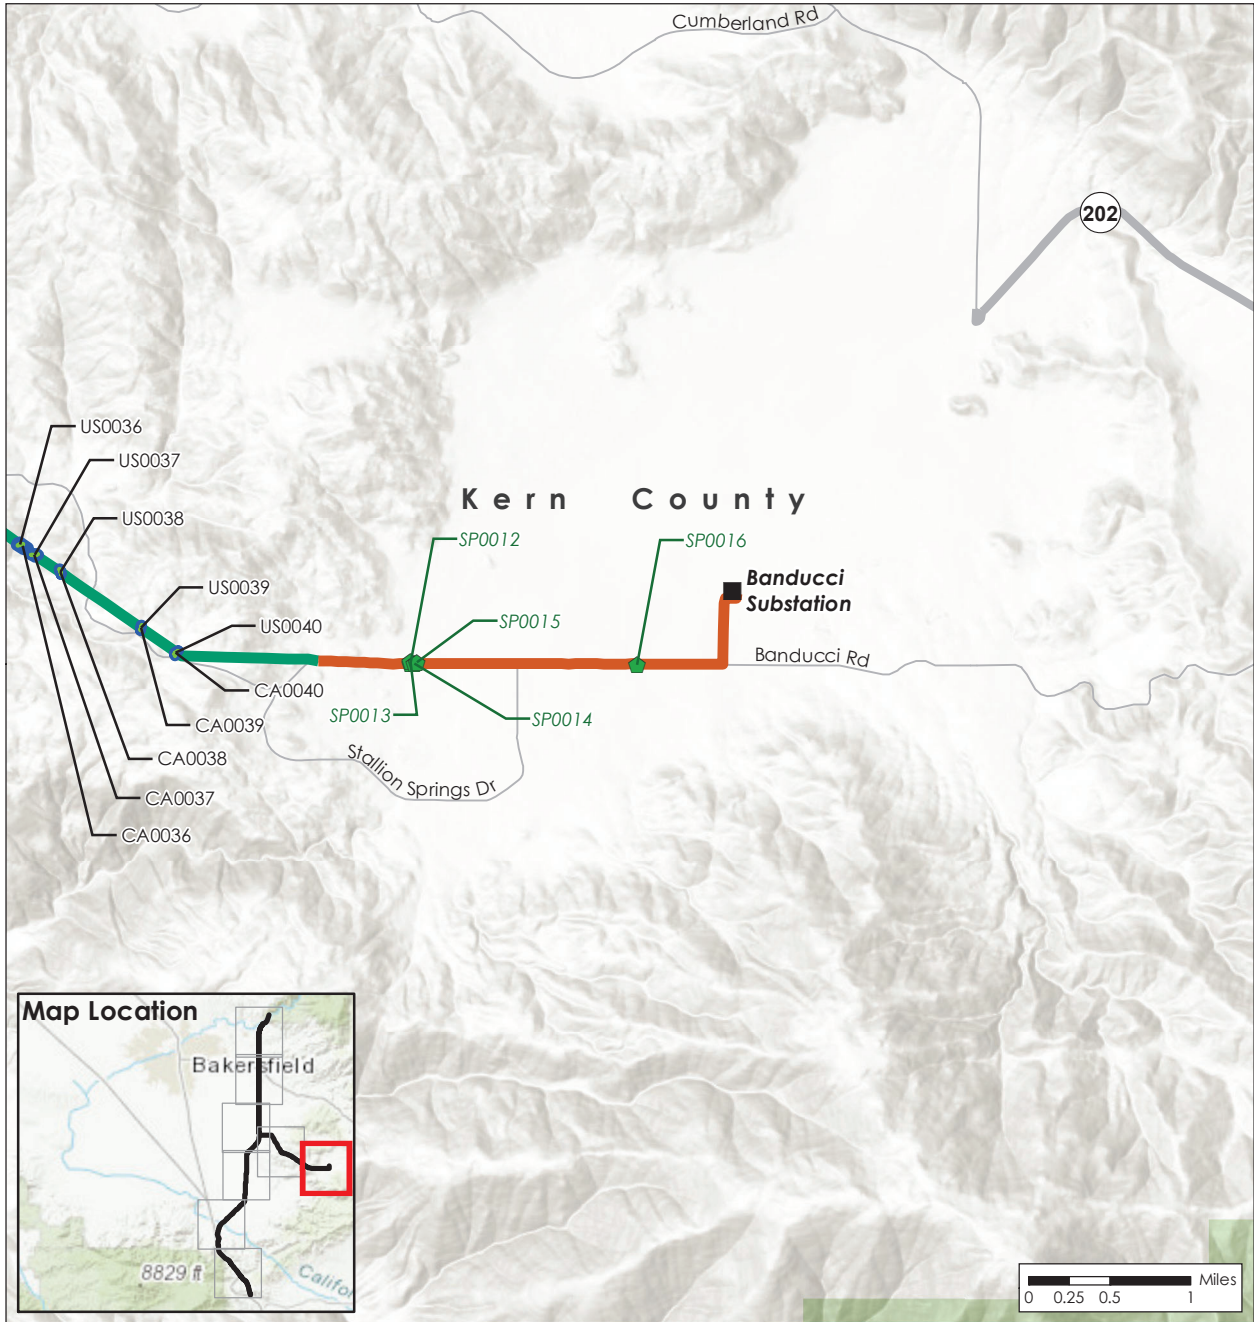 Cumberland Rd
202
US0036
US0037
Kern County
US0038
SP0012
SP0016
Banducci
Substation
US0039
SP0015
US0040
Banducci Rd
CA0040
SP0013
SP0014
CA0039
CA0038
Stallion Springs Dr
CA0037
CA0036
Map Location
Bakersfield
8829 ft
Califo
Miles
0 0.25 0.5 1